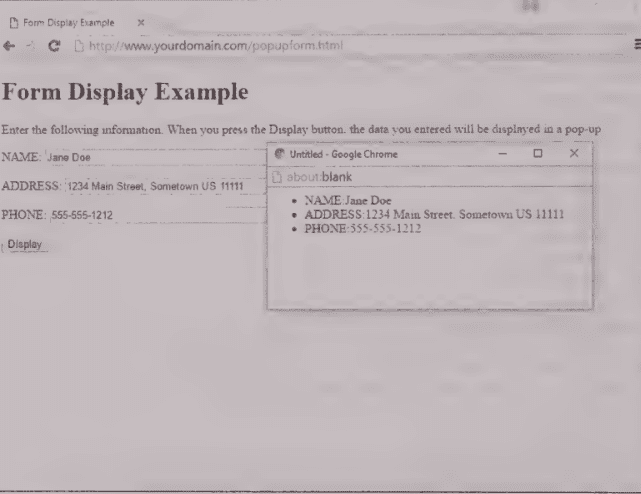 Form Display Example ×
http://www.yourdomain.com/popupform.html
Form Display Example
Enter the following information. When you press the Display button, the data you entered will be displayed in a pop-up
NAME: Jane Doe
ADDRESS: 1234 Main Street, Sometown US 11111
PHONE: 555-555-1212
Display
Untitled - Google Chrome
about:blank
• NAME:Jane Doe
• ADDRESS:1234 Main Street, Sometown US 11111
• PHONE:555-555-1212